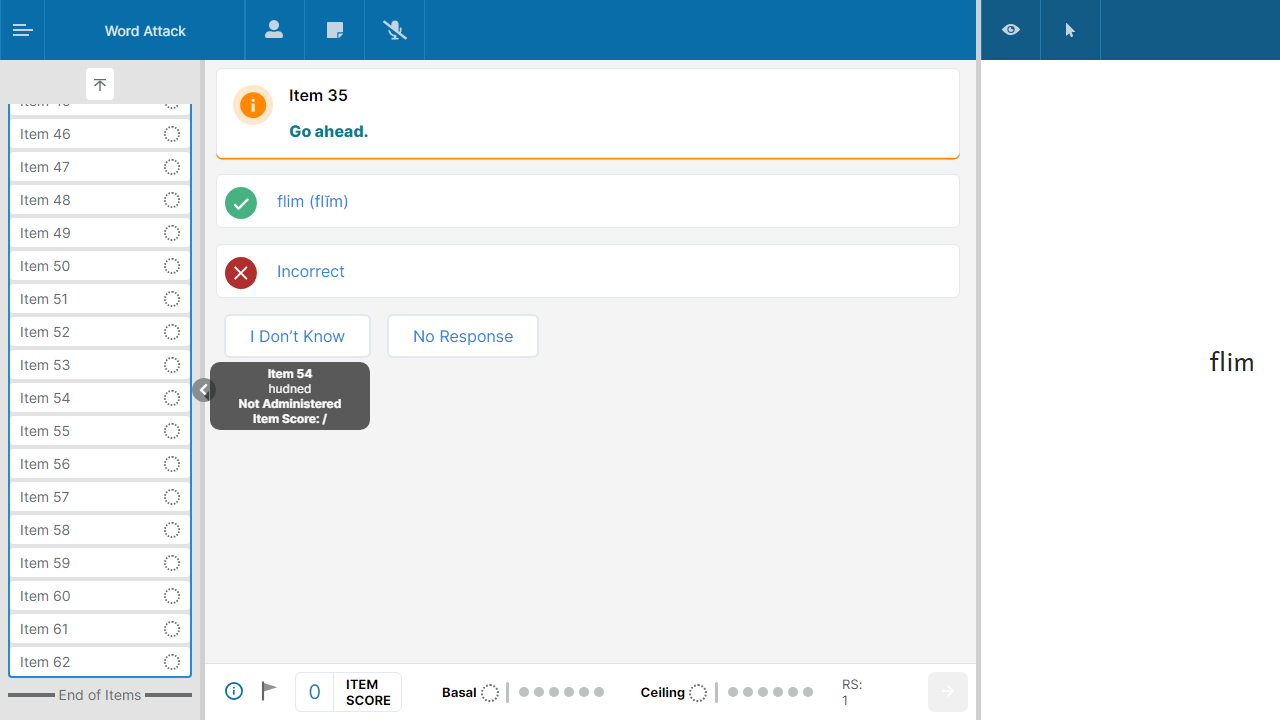 Word Attack
Item 46
Item 47
Item 48
Item 49
Item 50
Item 51
Item 52
Item 53
Item 54
Item 55
Item 56
Item 57
Item 58
Item 59
Item 60
Item 61
Item 62
End of Items
Item 35
Go ahead.
flim (flĭm)
Incorrect
I Don’t Know
No Response
Item 54
hudned
Not Administered
Item Score: /
0
ITEM
SCORE
Basal
Ceiling
RS:
1
flim